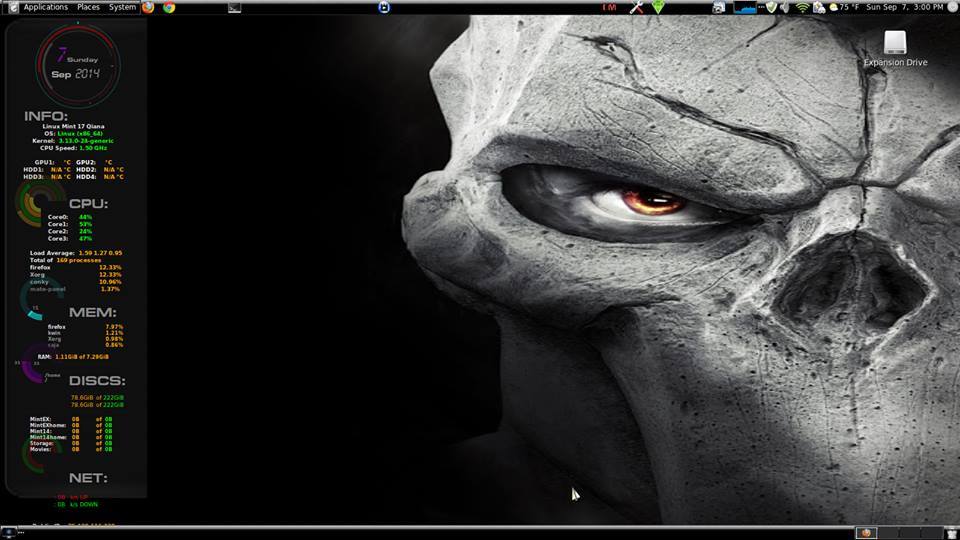 Applications Places System
75 °F Sun Sep 7, 3:00 PM
Expansion Drive
7 Sunday
Sep 2014
INFO:
Linux Mint 17 Qiana
OS: Linux (x86_64)
Kernel: 3.13.0-24-generic
CPU Speed: 1.50 GHz
GPU1: °C GPU2: °C
HDD1: N/A °C HDD2: N/A °C
HDD3: N/A °C HDD4: N/A °C
CPU:
Core0: 44%
Core1: 53%
Core2: 24%
Core3: 47%
Load Average: 1.59 1.27 0.95
Total of 169 processes
firefox 12.33%
Xorg 12.33%
conky 10.96%
mate-panel 1.37%
MEM:
firefox 7.97%
kwin 1.21%
Xorg 0.98%
caja 0.86%
RAM: 1.11GiB of 7.29GiB
/home
/
DISCS:
78.6GiB of 222GiB
78.6GiB of 222GiB
MintEX: 0B of 0B
MintEXhome: 0B of 0B
Mint14: 0B of 0B
Mint14home: 0B of 0B
Storage: 0B of 0B
Movies: 0B of 0B
NET:
: 0B k/s UP
: 0B k/s DOWN